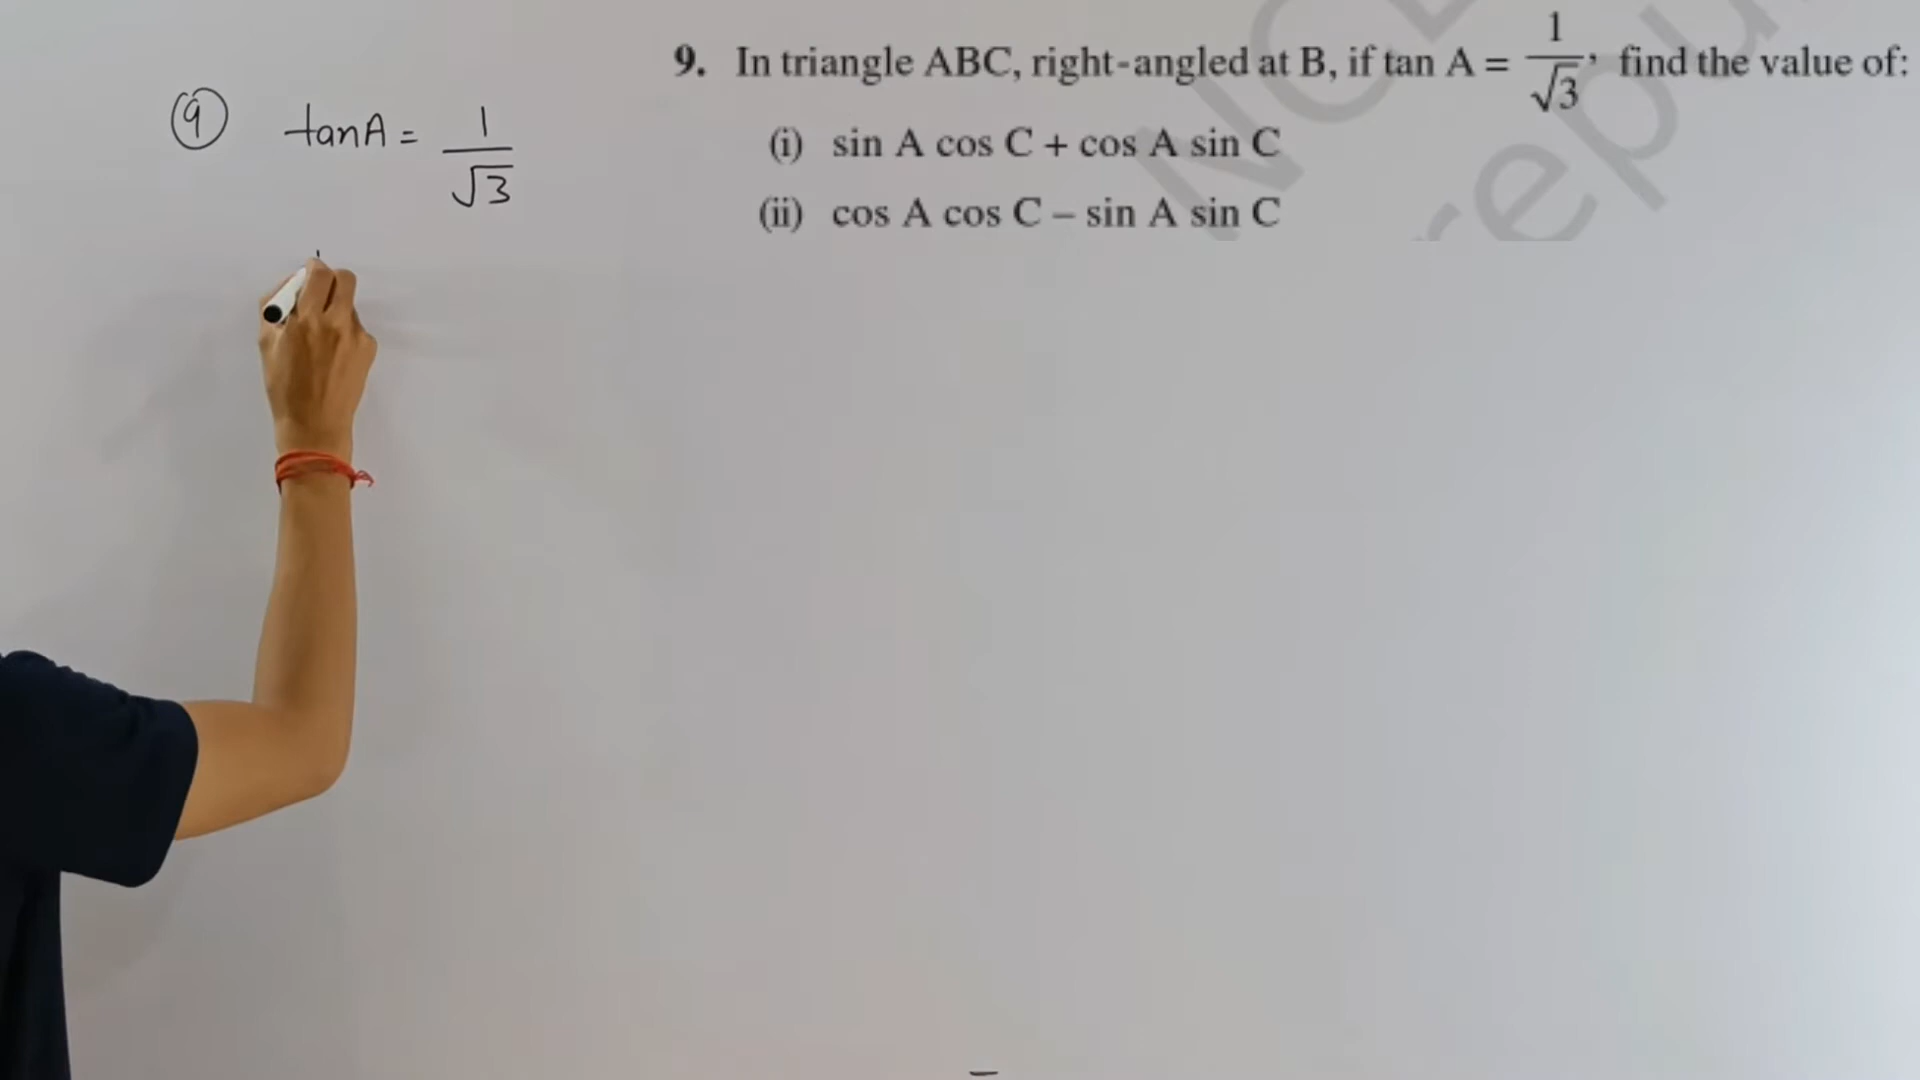 9. In triangle ABC, right-angled at B, if tan A = 1/√3, find the value of:
(i) sin A cos C + cos A sin C
(ii) cos A cos C – sin A sin C
9 tanA = 1/√3